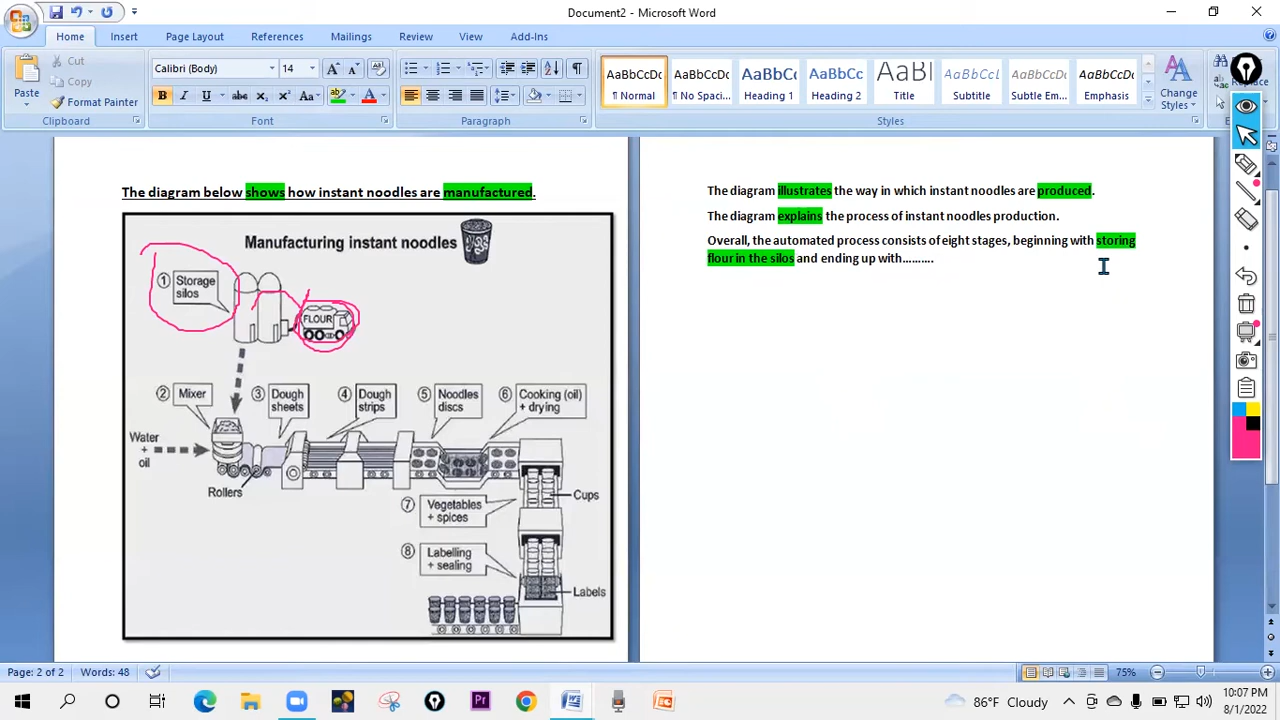 Document2 - Microsoft Word
Home Insert Page Layout References Mailings Review View Add-Ins
Paste
Cut
Copy
Format Painter
Clipboard
Calibri (Body) 14
Font
Paragraph
AaBbCcDc AaBbCcDc AaBbCc AaBbCc AaBl AaBbCcL AaBbCcDc AaBbCcDc
¶ Normal ¶ No Spaci... Heading 1 Heading 2 Title Subtitle Subtle Em... Emphasis
Styles
Change
Styles
The diagram below shows how instant noodles are manufactured.
Manufacturing instant noodles
1 Storage
silos
FLOUR
2 Mixer
3 Dough
sheets
4 Dough
strips
5 Noodles
discs
6 Cooking (oil)
+ drying
Water
+
oil
Rollers
Cups
7 Vegetables
+ spices
8 Labelling
+ sealing
Labels
The diagram illustrates the way in which instant noodles are produced.
The diagram explains the process of instant noodles production.
Overall, the automated process consists of eight stages, beginning with storing
flour in the silos and ending up with..........
Page: 2 of 2 Words: 48
75%
86°F Cloudy
10:07 PM
8/1/2022